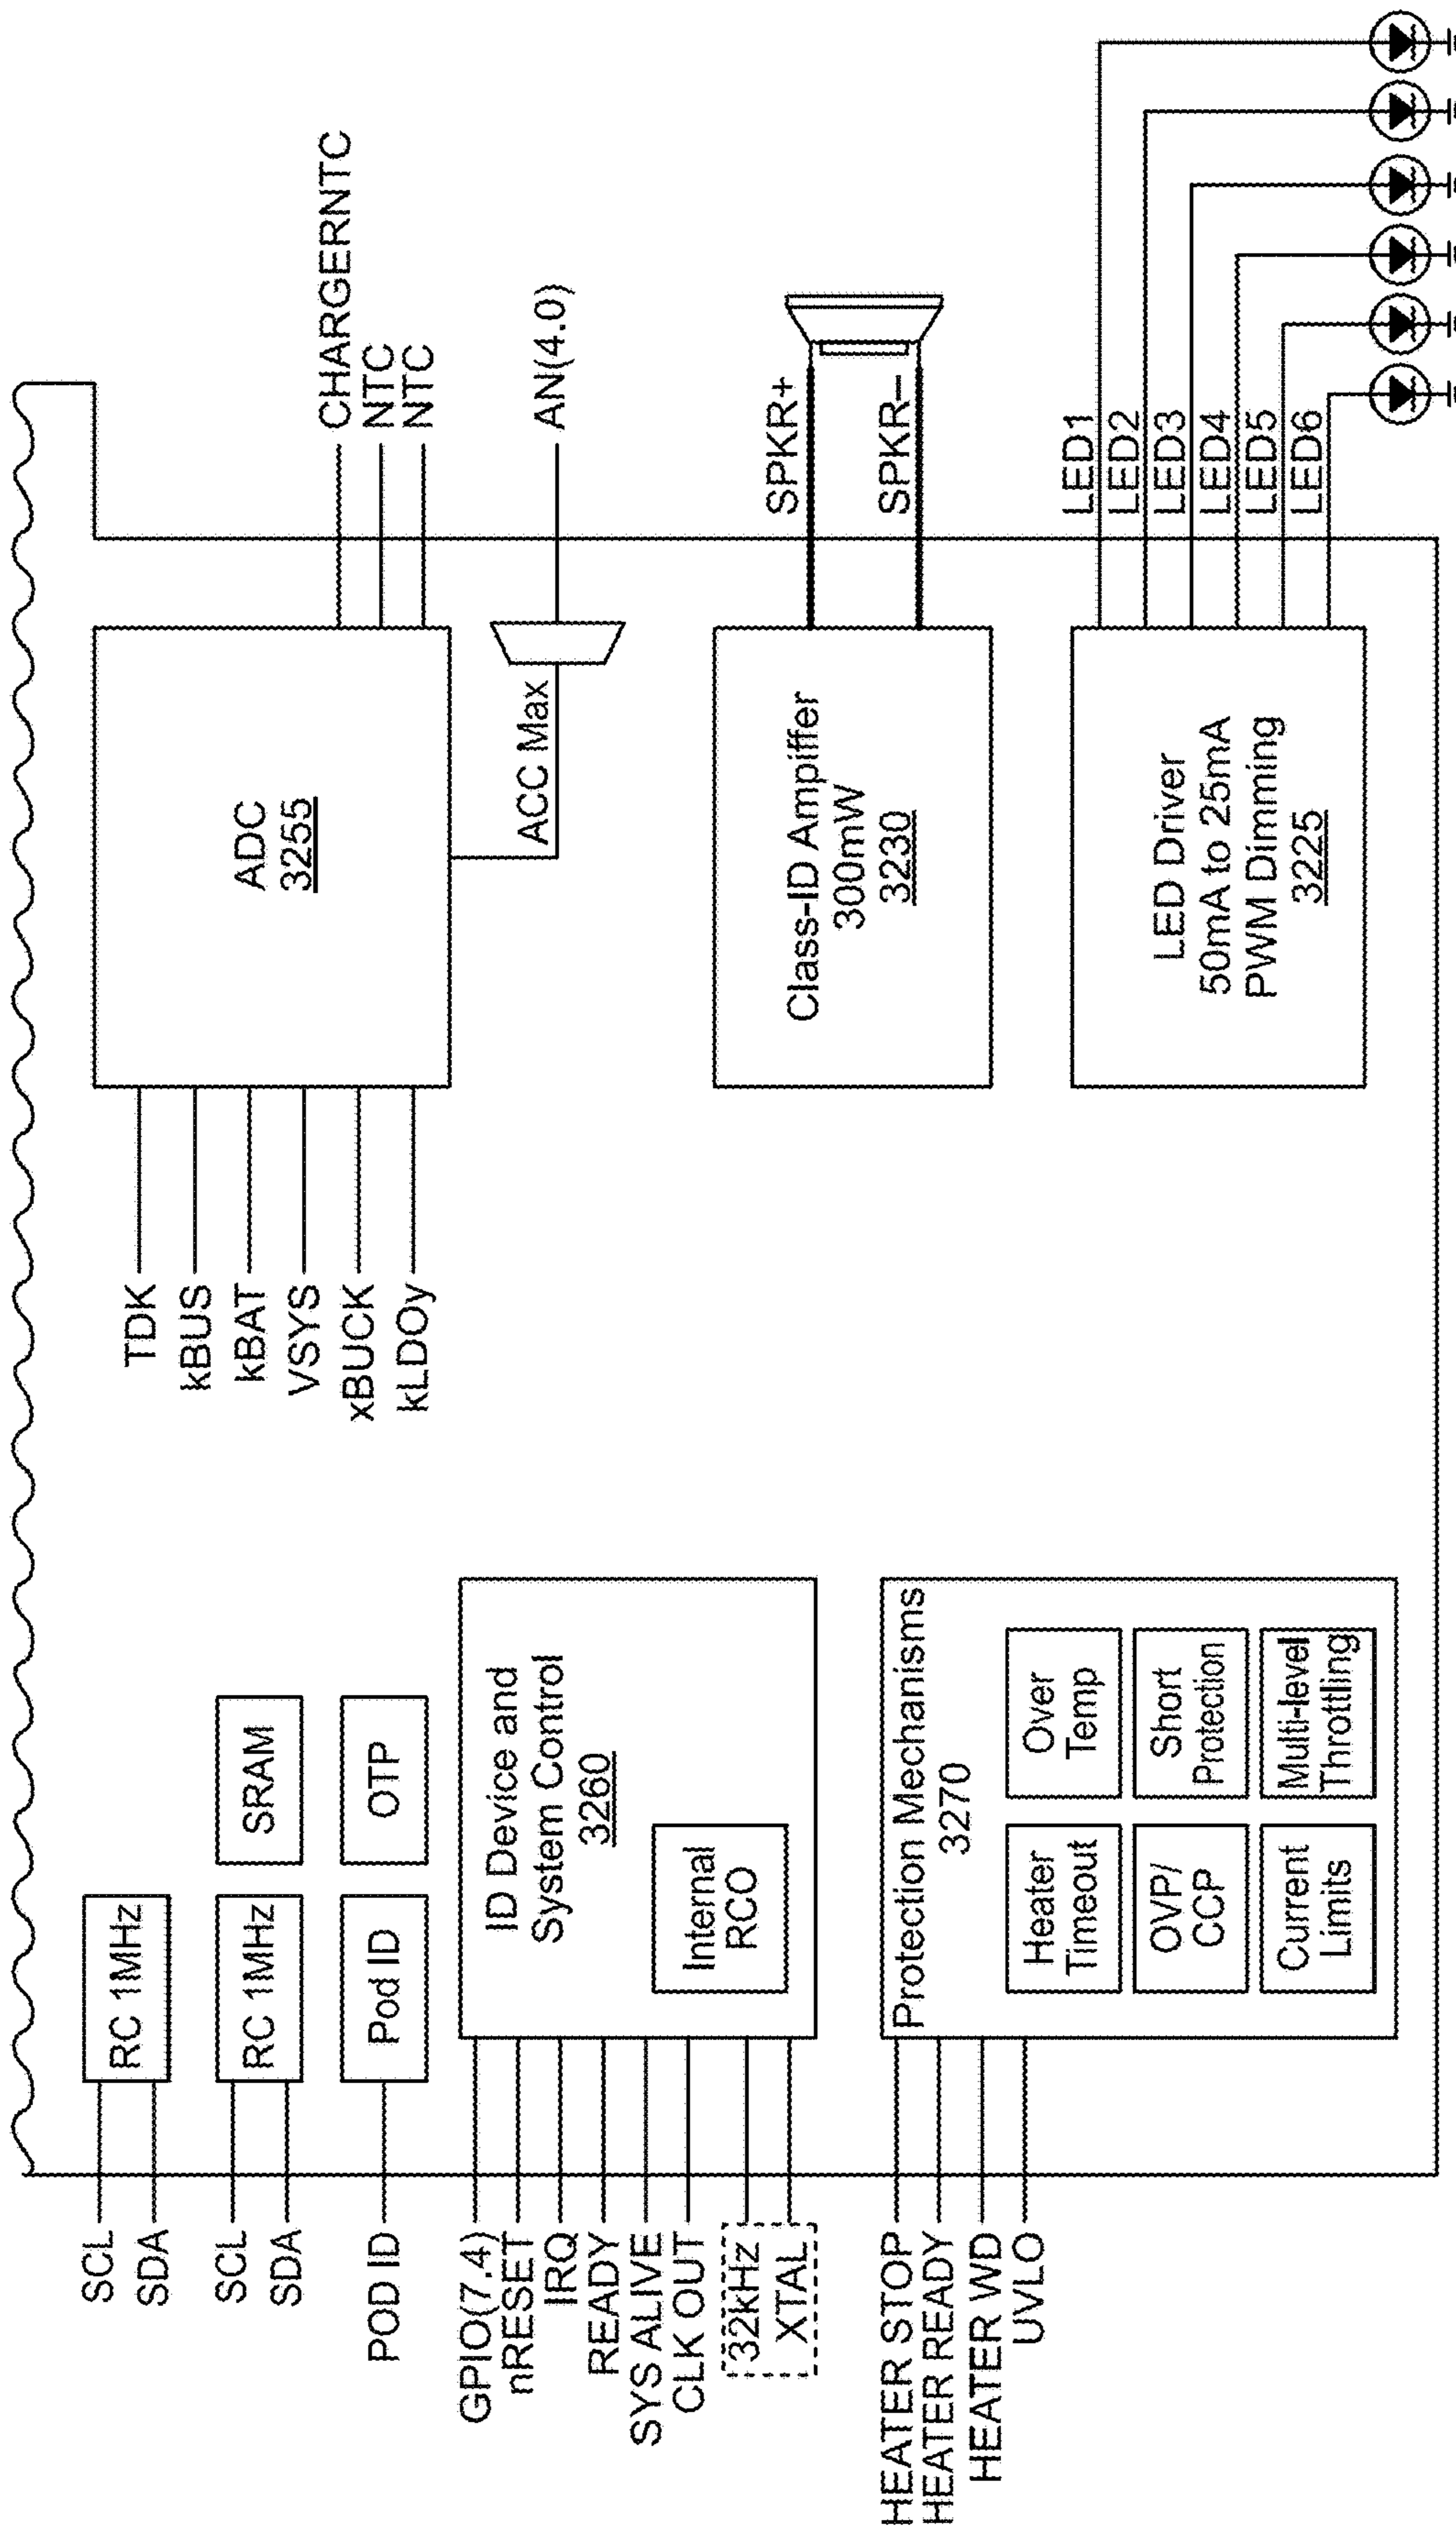 SCL
SDA
RC 1MHz
SCL
SDA
RC 1MHz
SRAM
POD ID
Pod ID
OTP
GPIO(7.4)
nRESET
IRQ
READY
SYS ALIVE
CLK OUT
32kHz
XTAL
ID Device and
System Control
3260
Internal
RCO
HEATER STOP
HEATER READY
HEATER WD
UVLO
Protection Mechanisms
3270
Heater
Timeout
Over
Temp
OVP/
CCP
Short
Protection
Current
Limits
Multi-level
Throttling
TDK
kBUS
kBAT
VSYS
xBUCK
kLDOy
ADC
3255
CHARGERNTC
NTC
NTC
ACC Max
AN(4.0)
Class-ID Ampiffer
300mW
3230
SPKR+
SPKR–
LED Driver
50mA to 25mA
PWM Dimming
3225
LED1
LED2
LED3
LED4
LED5
LED6